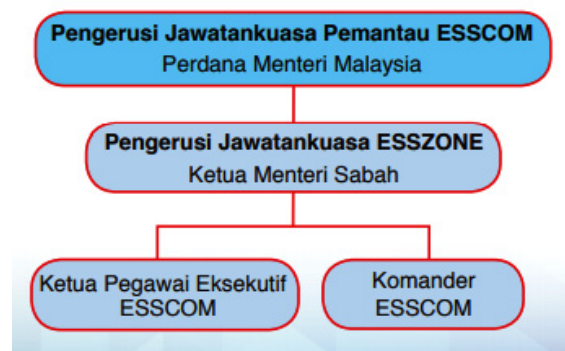 Pengerusi Jawatankuasa Pemantau ESSCOM
Perdana Menteri Malaysia
Pengerusi Jawatankuasa ESSZONE
Ketua Menteri Sabah
Ketua Pegawai Eksekutif
ESSCOM
Komander
ESSCOM